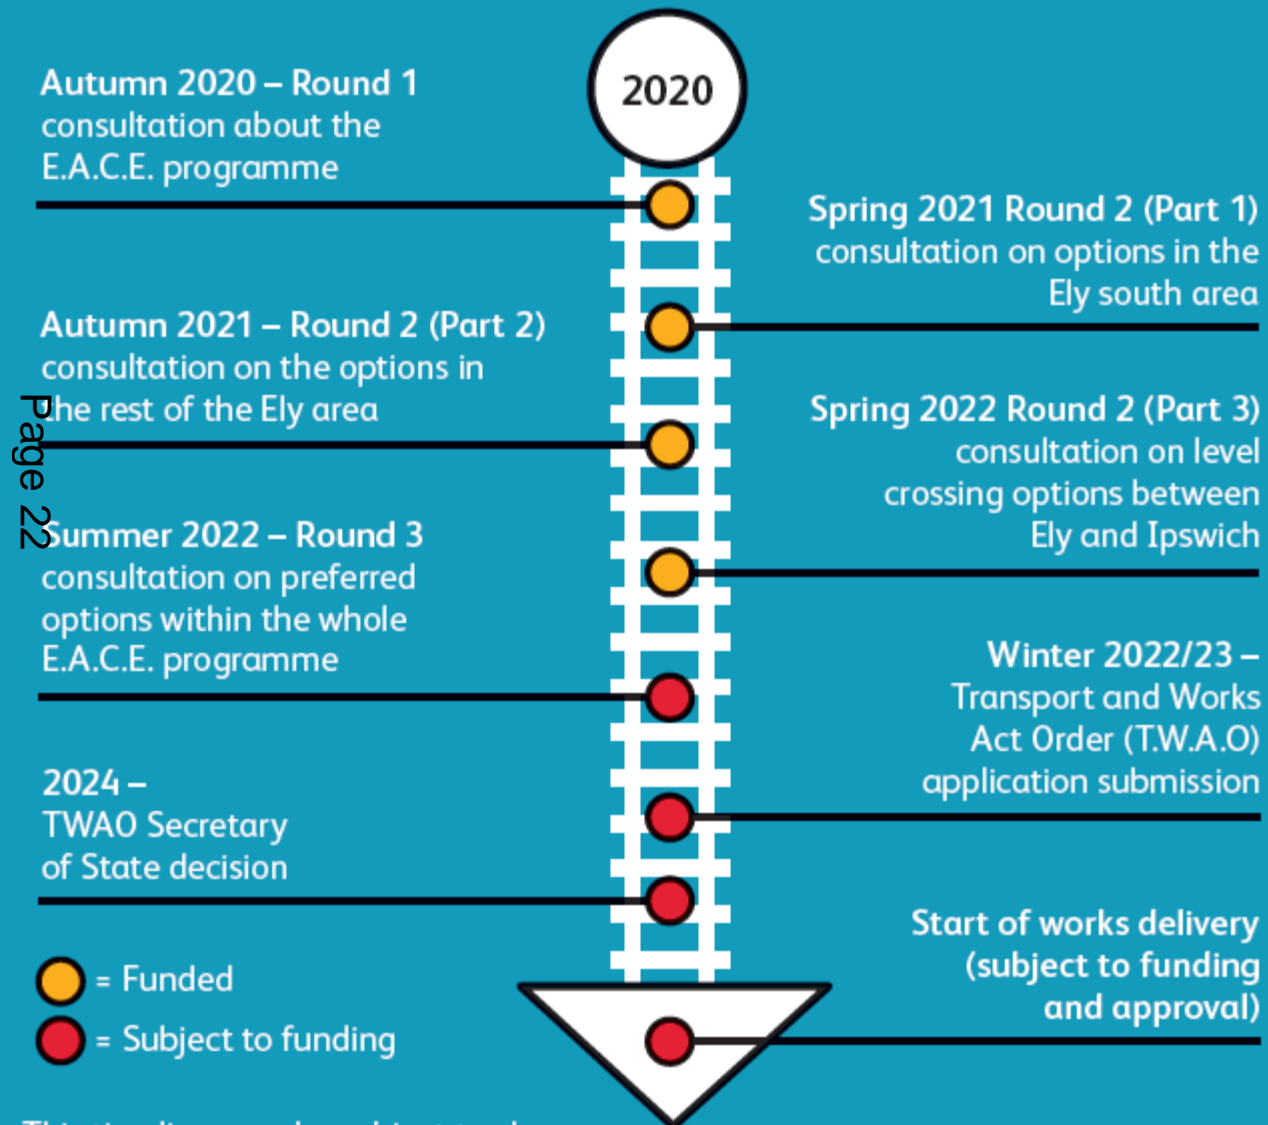 2020
Autumn 2020 – Round 1
consultation about the
E.A.C.E. programme
Spring 2021 Round 2 (Part 1)
consultation on options in the
Ely south area
Autumn 2021 – Round 2 (Part 2)
consultation on the options in
the rest of the Ely area
Spring 2022 Round 2 (Part 3)
consultation on level
crossing options between
Ely and Ipswich
Page 22
Summer 2022 – Round 3
consultation on preferred
options within the whole
E.A.C.E. programme
Winter 2022/23 –
Transport and Works
Act Order (T.W.A.O)
application submission
2024 –
TWAO Secretary
of State decision
Start of works delivery
(subject to funding
and approval)
= Funded
= Subject to funding